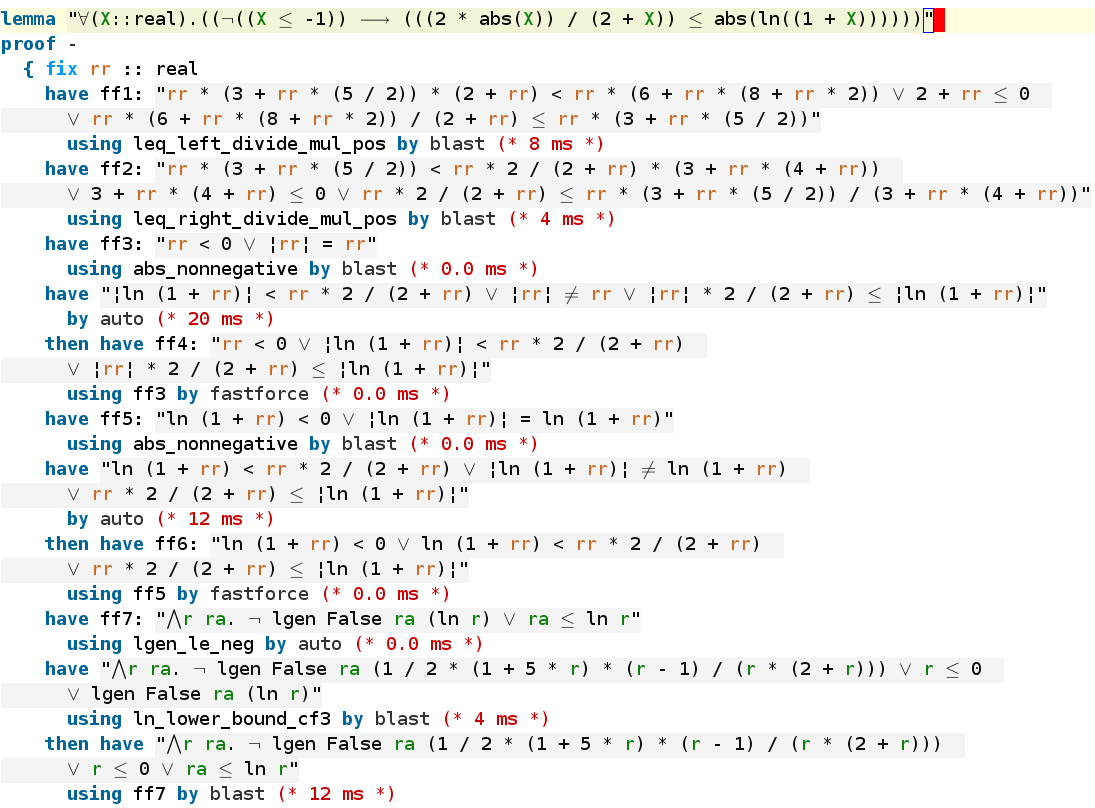 lemma "∀(X::real).((¬((X ≤ -1)) ⟶ (((2 * abs(X)) / (2 + X)) ≤ abs(ln((1 + X))))))"
proof -
{ fix rr :: real
have ff1: "rr * (3 + rr * (5 / 2)) * (2 + rr) < rr * (6 + rr * (8 + rr * 2)) ∨ 2 + rr ≤ 0
∨ rr * (6 + rr * (8 + rr * 2)) / (2 + rr) ≤ rr * (3 + rr * (5 / 2))"
using leq_left_divide_mul_pos by blast (* 8 ms *)
have ff2: "rr * (3 + rr * (5 / 2)) < rr * 2 / (2 + rr) * (3 + rr * (4 + rr))
∨ 3 + rr * (4 + rr) ≤ 0 ∨ rr * 2 / (2 + rr) ≤ rr * (3 + rr * (5 / 2)) / (3 + rr * (4 + rr))"
using leq_right_divide_mul_pos by blast (* 4 ms *)
have ff3: "rr < 0 ∨ ¦rr¦ = rr"
using abs_nonnegative by blast (* 0.0 ms *)
have "¦ln (1 + rr)¦ < rr * 2 / (2 + rr) ∨ ¦rr¦ ≠ rr ∨ ¦rr¦ * 2 / (2 + rr) ≤ ¦ln (1 + rr)¦"
by auto (* 20 ms *)
then have ff4: "rr < 0 ∨ ¦ln (1 + rr)¦ < rr * 2 / (2 + rr)
∨ ¦rr¦ * 2 / (2 + rr) ≤ ¦ln (1 + rr)¦"
using ff3 by fastforce (* 0.0 ms *)
have ff5: "ln (1 + rr) < 0 ∨ ¦ln (1 + rr)¦ = ln (1 + rr)"
using abs_nonnegative by blast (* 0.0 ms *)
have "ln (1 + rr) < rr * 2 / (2 + rr) ∨ ¦ln (1 + rr)¦ ≠ ln (1 + rr)
∨ rr * 2 / (2 + rr) ≤ ¦ln (1 + rr)¦"
by auto (* 12 ms *)
then have ff6: "ln (1 + rr) < 0 ∨ ln (1 + rr) < rr * 2 / (2 + rr)
∨ rr * 2 / (2 + rr) ≤ ¦ln (1 + rr)¦"
using ff5 by fastforce (* 0.0 ms *)
have ff7: "⋀r ra. ¬ lgen False ra (ln r) ∨ ra ≤ ln r"
using lgen_le_neg by auto (* 0.0 ms *)
have "⋀r ra. ¬ lgen False ra (1 / 2 * (1 + 5 * r) * (r - 1) / (r * (2 + r))) ∨ r ≤ 0
∨ lgen False ra (ln r)"
using ln_lower_bound_cf3 by blast (* 4 ms *)
then have "⋀r ra. ¬ lgen False ra (1 / 2 * (1 + 5 * r) * (r - 1) / (r * (2 + r)))
∨ r ≤ 0 ∨ ra ≤ ln r"
using ff7 by blast (* 12 ms *)